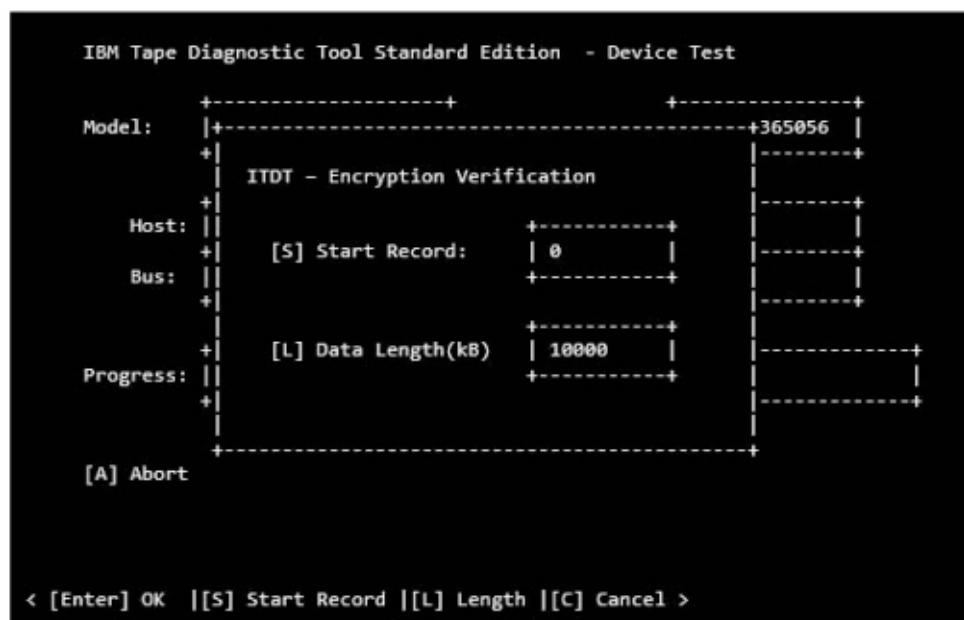 IBM Tape Diagnostic Tool Standard Edition  - Device Test
Model: 365056
ITDT – Encryption Verification
Host:
[S] Start Record: 0
Bus:
[L] Data Length(kB) 10000
Progress:
[A] Abort
< [Enter] OK  |[S] Start Record |[L] Length |[C] Cancel >